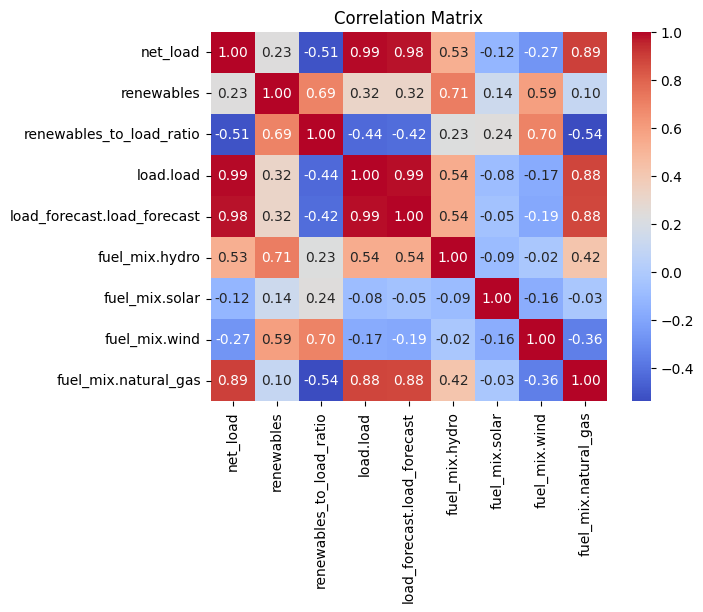 Correlation Matrix
net_load 1.00 0.23 -0.51 0.99 0.98 0.53 -0.12 -0.27 0.89
renewables 0.23 1.00 0.69 0.32 0.32 0.71 0.14 0.59 0.10
renewables_to_load_ratio -0.51 0.69 1.00 -0.44 -0.42 0.23 0.24 0.70 -0.54
load.load 0.99 0.32 -0.44 1.00 0.99 0.54 -0.08 -0.17 0.88
load_forecast.load_forecast 0.98 0.32 -0.42 0.99 1.00 0.54 -0.05 -0.19 0.88
fuel_mix.hydro 0.53 0.71 0.23 0.54 0.54 1.00 -0.09 -0.02 0.42
fuel_mix.solar -0.12 0.14 0.24 -0.08 -0.05 -0.09 1.00 -0.16 -0.03
fuel_mix.wind -0.27 0.59 0.70 -0.17 -0.19 -0.02 -0.16 1.00 -0.36
fuel_mix.natural_gas 0.89 0.10 -0.54 0.88 0.88 0.42 -0.03 -0.36 1.00
net_load
renewables
renewables_to_load_ratio
load.load
load_forecast.load_forecast
fuel_mix.hydro
fuel_mix.solar
fuel_mix.wind
fuel_mix.natural_gas
1.0
0.8
0.6
0.4
0.2
0.0
−0.2
−0.4